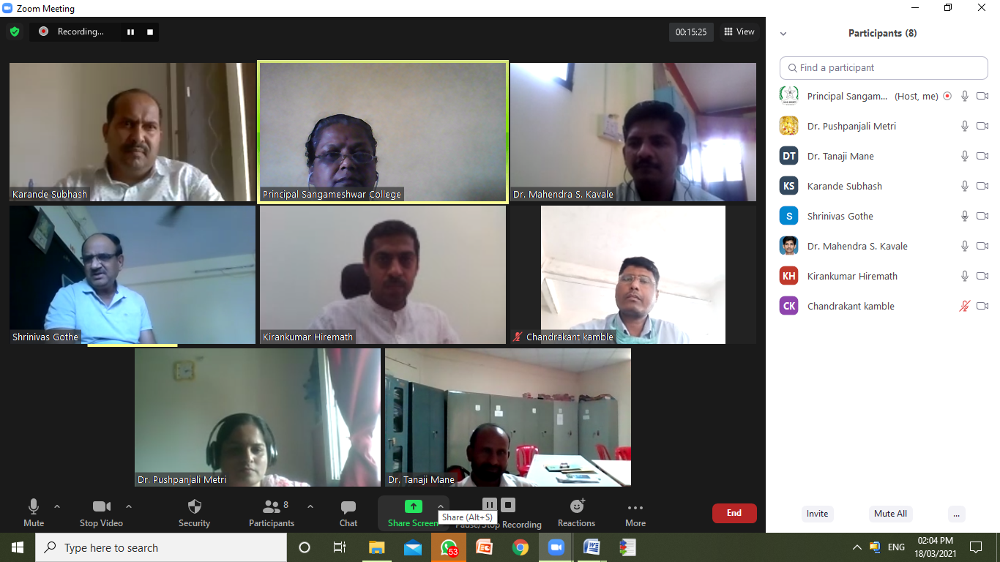 Zoom Meeting
Recording...
00:15:25
View
Karande Subhash
Principal Sangameshwar College
Dr. Mahendra S. Kavale
Shrinivas Gothe
Kirankumar Hiremath
Chandrakant kamble
Dr. Pushpanjali Metri
Dr. Tanaji Mane
Participants (8)
Find a participant
Principal Sangam... (Host, me)
Dr. Pushpanjali Metri
DT Dr. Tanaji Mane
KS Karande Subhash
S Shrinivas Gothe
Dr. Mahendra S. Kavale
KH Kirankumar Hiremath
CK Chandrakant kamble
Invite
Mute All
...
Mute
Stop Video
Security
8
Participants
Chat
Share Screen
Share (Alt+S)
Pause/Stop Recording
Reactions
More
End
Type here to search
53
ENG
02:04 PM
18/03/2021